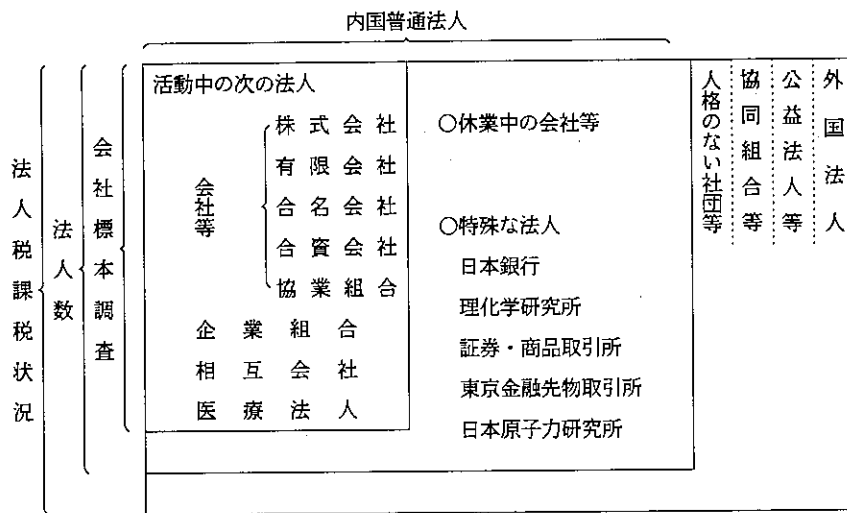 内国普通法人
法人税課税状況
法人数
会社標本調査
活動中の次の法人
会社等
株式会社
有限会社
合名会社
合資会社
協業組合
企業組合
相互会社
医療法人
○休業中の会社等
○特殊な法人
日本銀行
理化学研究所
証券・商品取引所
東京金融先物取引所
日本原子力研究所
人格のない社団等
協同組合等
公益法人等
外国法人